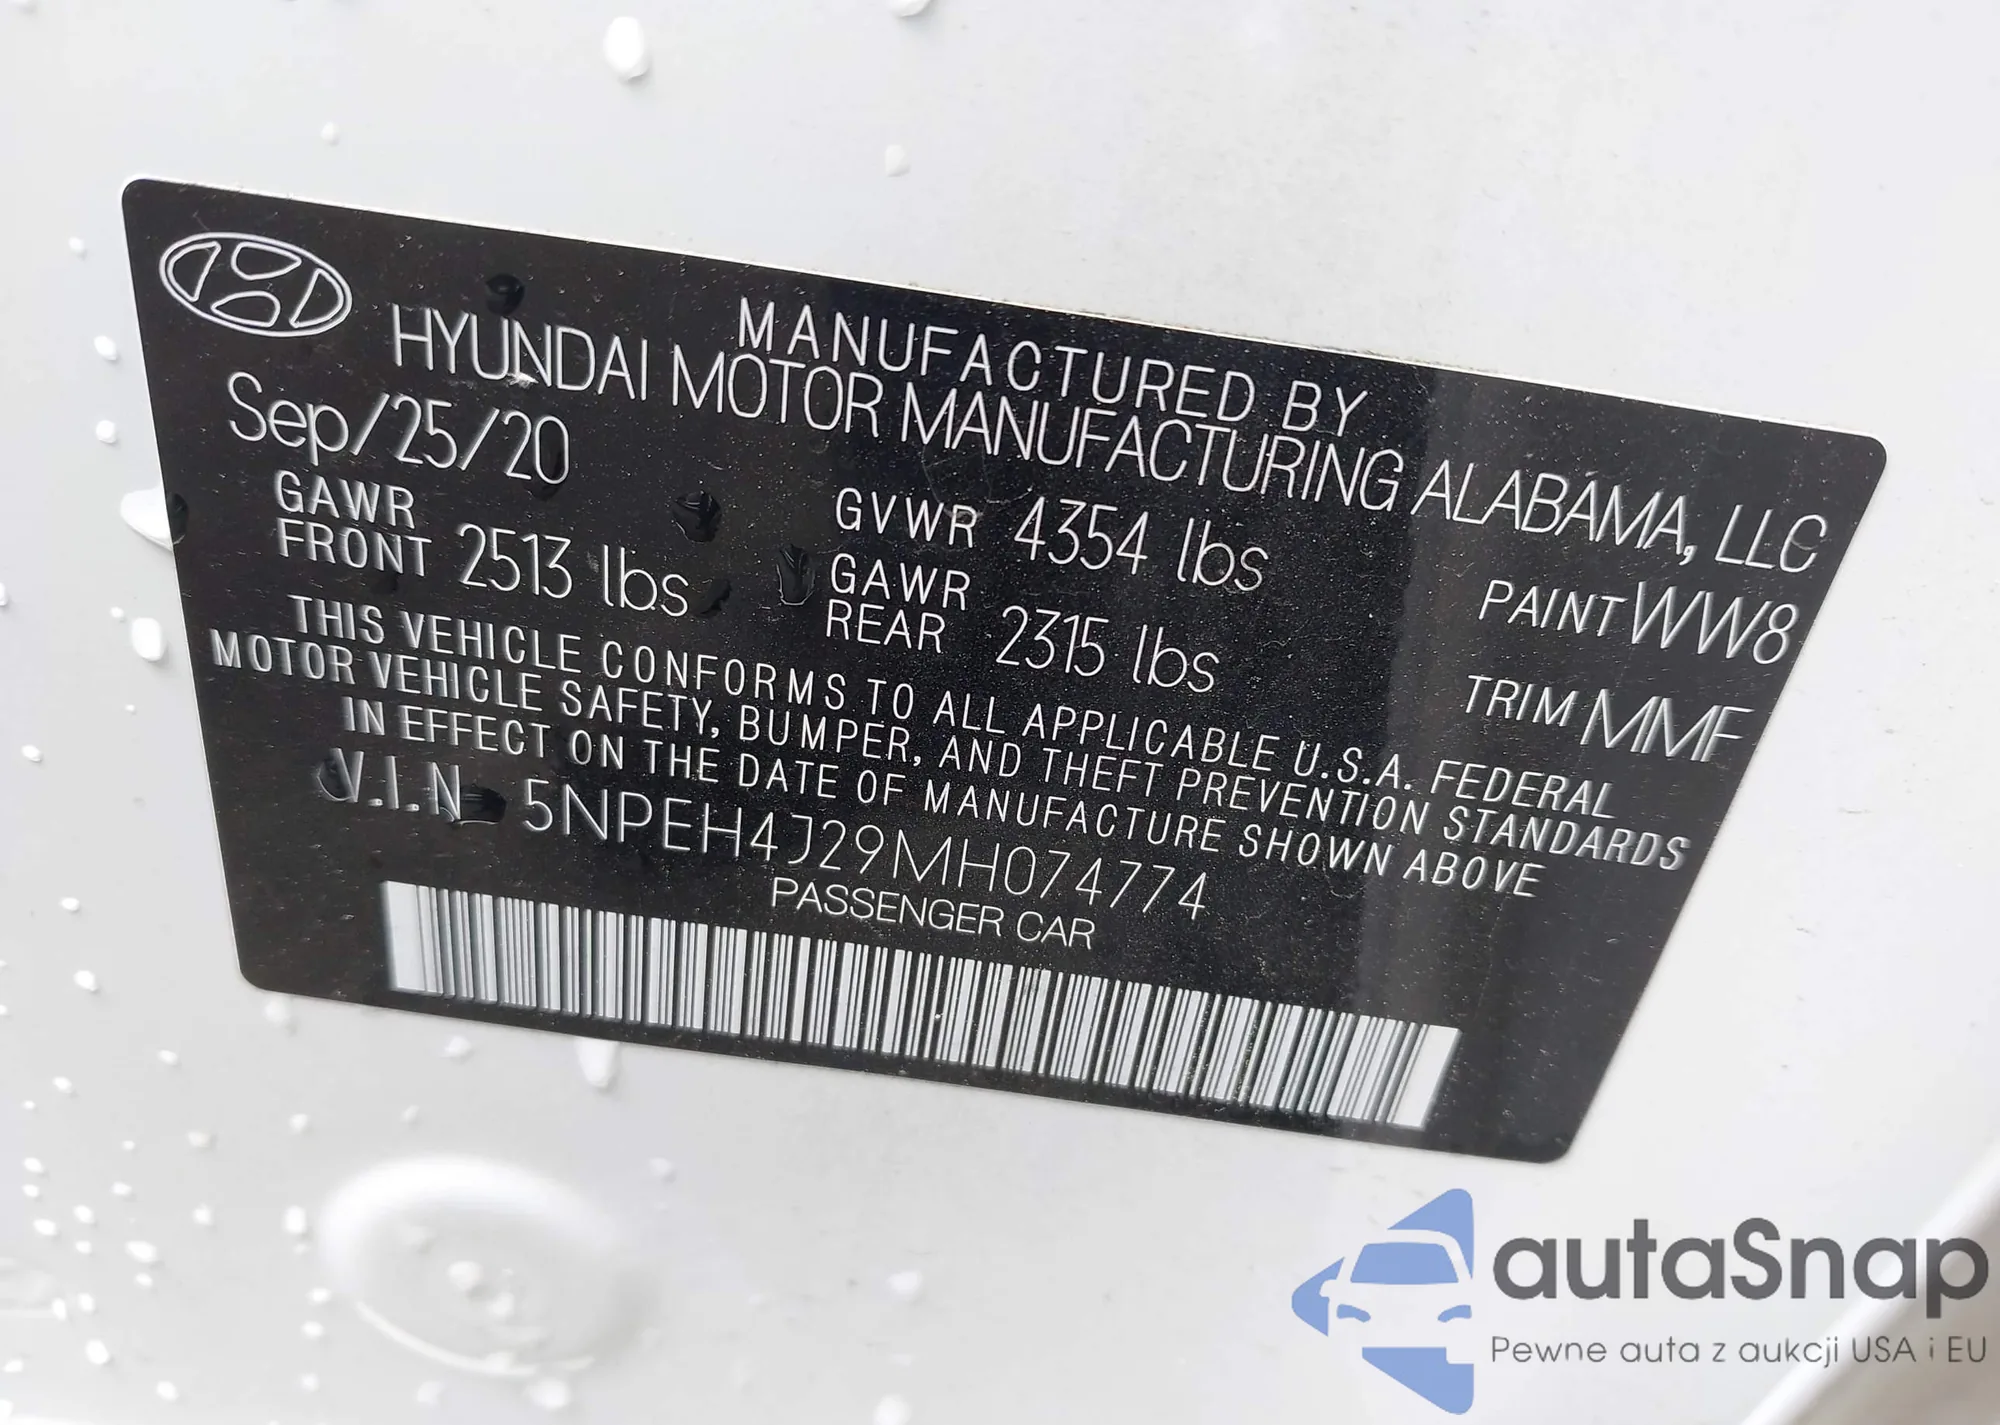 MANUFACTURED BY
HYUNDAI MOTOR MANUFACTURING ALABAMA, LLC
Sep/25/20
GVWR 4354 lbs
PAINT WW8
GAWR FRONT 2513 lbs
GAWR REAR 2315 lbs
TRIM MMF
THIS VEHICLE CONFORMS TO ALL APPLICABLE U.S.A. FEDERAL
MOTOR VEHICLE SAFETY, BUMPER, AND THEFT PREVENTION STANDARDS
IN EFFECT ON THE DATE OF MANUFACTURE SHOWN ABOVE
V.I.N 5NPEH4J29MH074774
PASSENGER CAR
autaSnap
Pewne auta z aukcji USA i EU